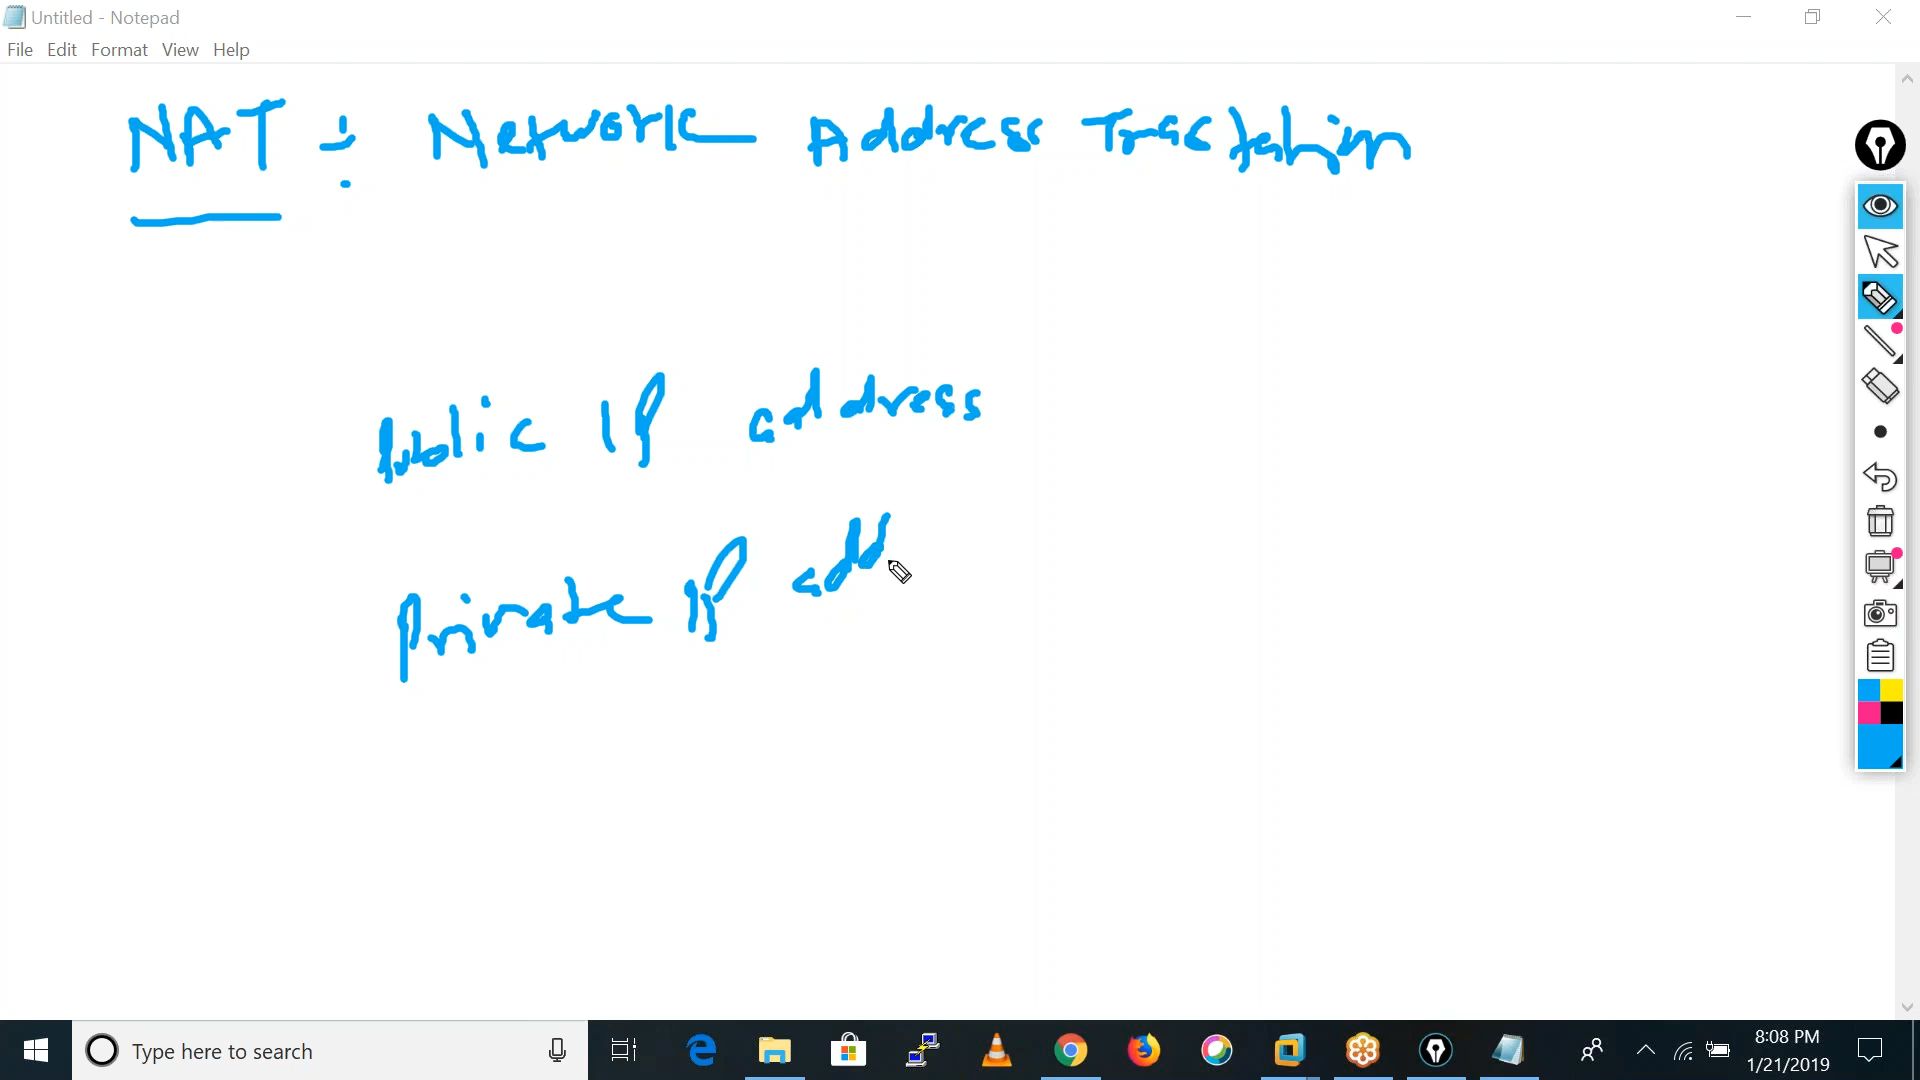 Untitled - Notepad
File Edit Format View Help
NAT : Network Address Translation
public IP address
private IP add
Type here to search
8:08 PM
1/21/2019